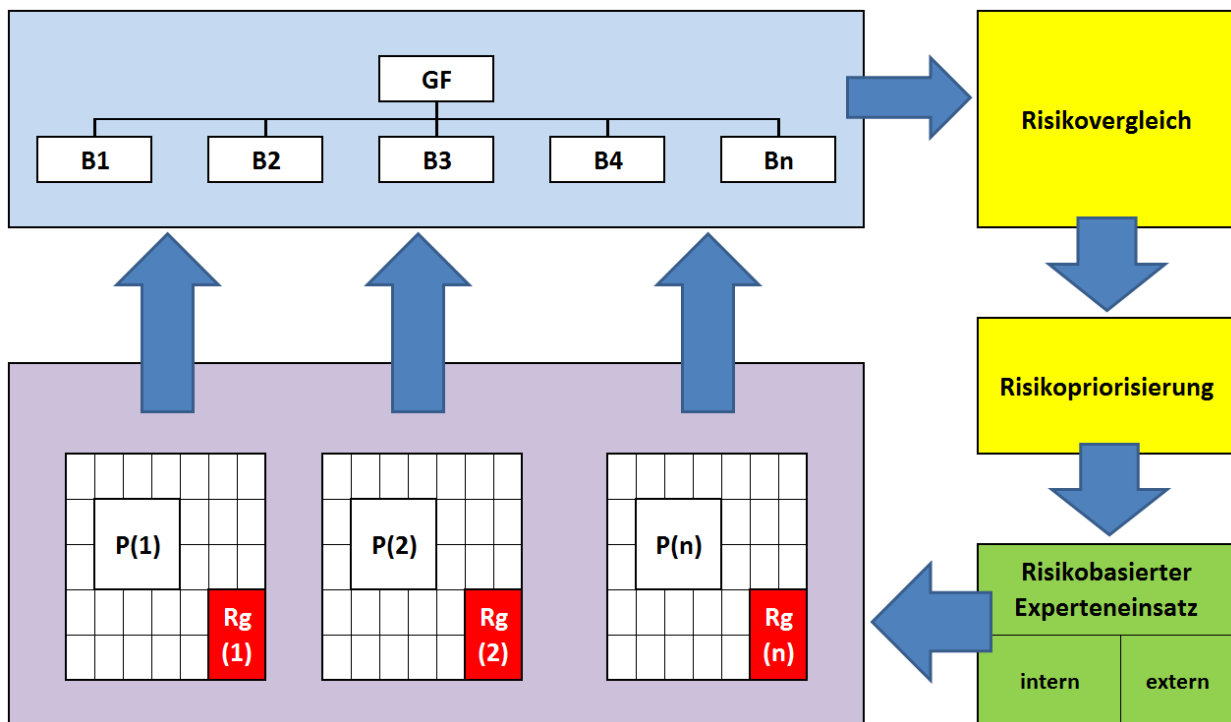 GF
B1
B2
B3
B4
Bn
Risikovergleich
Risikopriorisierung
P(1)
P(2)
P(n)
Rg
(1)
Rg
(2)
Rg
(n)
Risikobasierter
Experteneinsatz
intern
extern